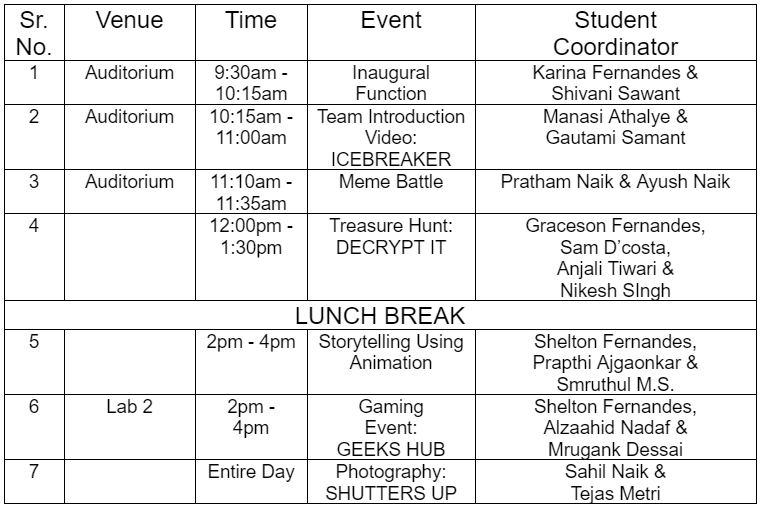 Sr. No. Venue Time Event Student Coordinator
1 Auditorium 9:30am - 10:15am Inaugural Function Karina Fernandes & Shivani Sawant
2 Auditorium 10:15am - 11:00am Team Introduction Video: ICEBREAKER Manasi Athalye & Gautami Samant
3 Auditorium 11:10am - 11:35am Meme Battle Pratham Naik & Ayush Naik
4 12:00pm - 1:30pm Treasure Hunt: DECRYPT IT Graceson Fernandes, Sam D’costa, Anjali Tiwari & Nikesh SIngh
LUNCH BREAK
5 2pm - 4pm Storytelling Using Animation Shelton Fernandes, Prapthi Ajgaonkar & Smruthul M.S.
6 Lab 2 2pm - 4pm Gaming Event: GEEKS HUB Shelton Fernandes, Alzaahid Nadaf & Mrugank Dessai
7 Entire Day Photography: SHUTTERS UP Sahil Naik & Tejas Metri